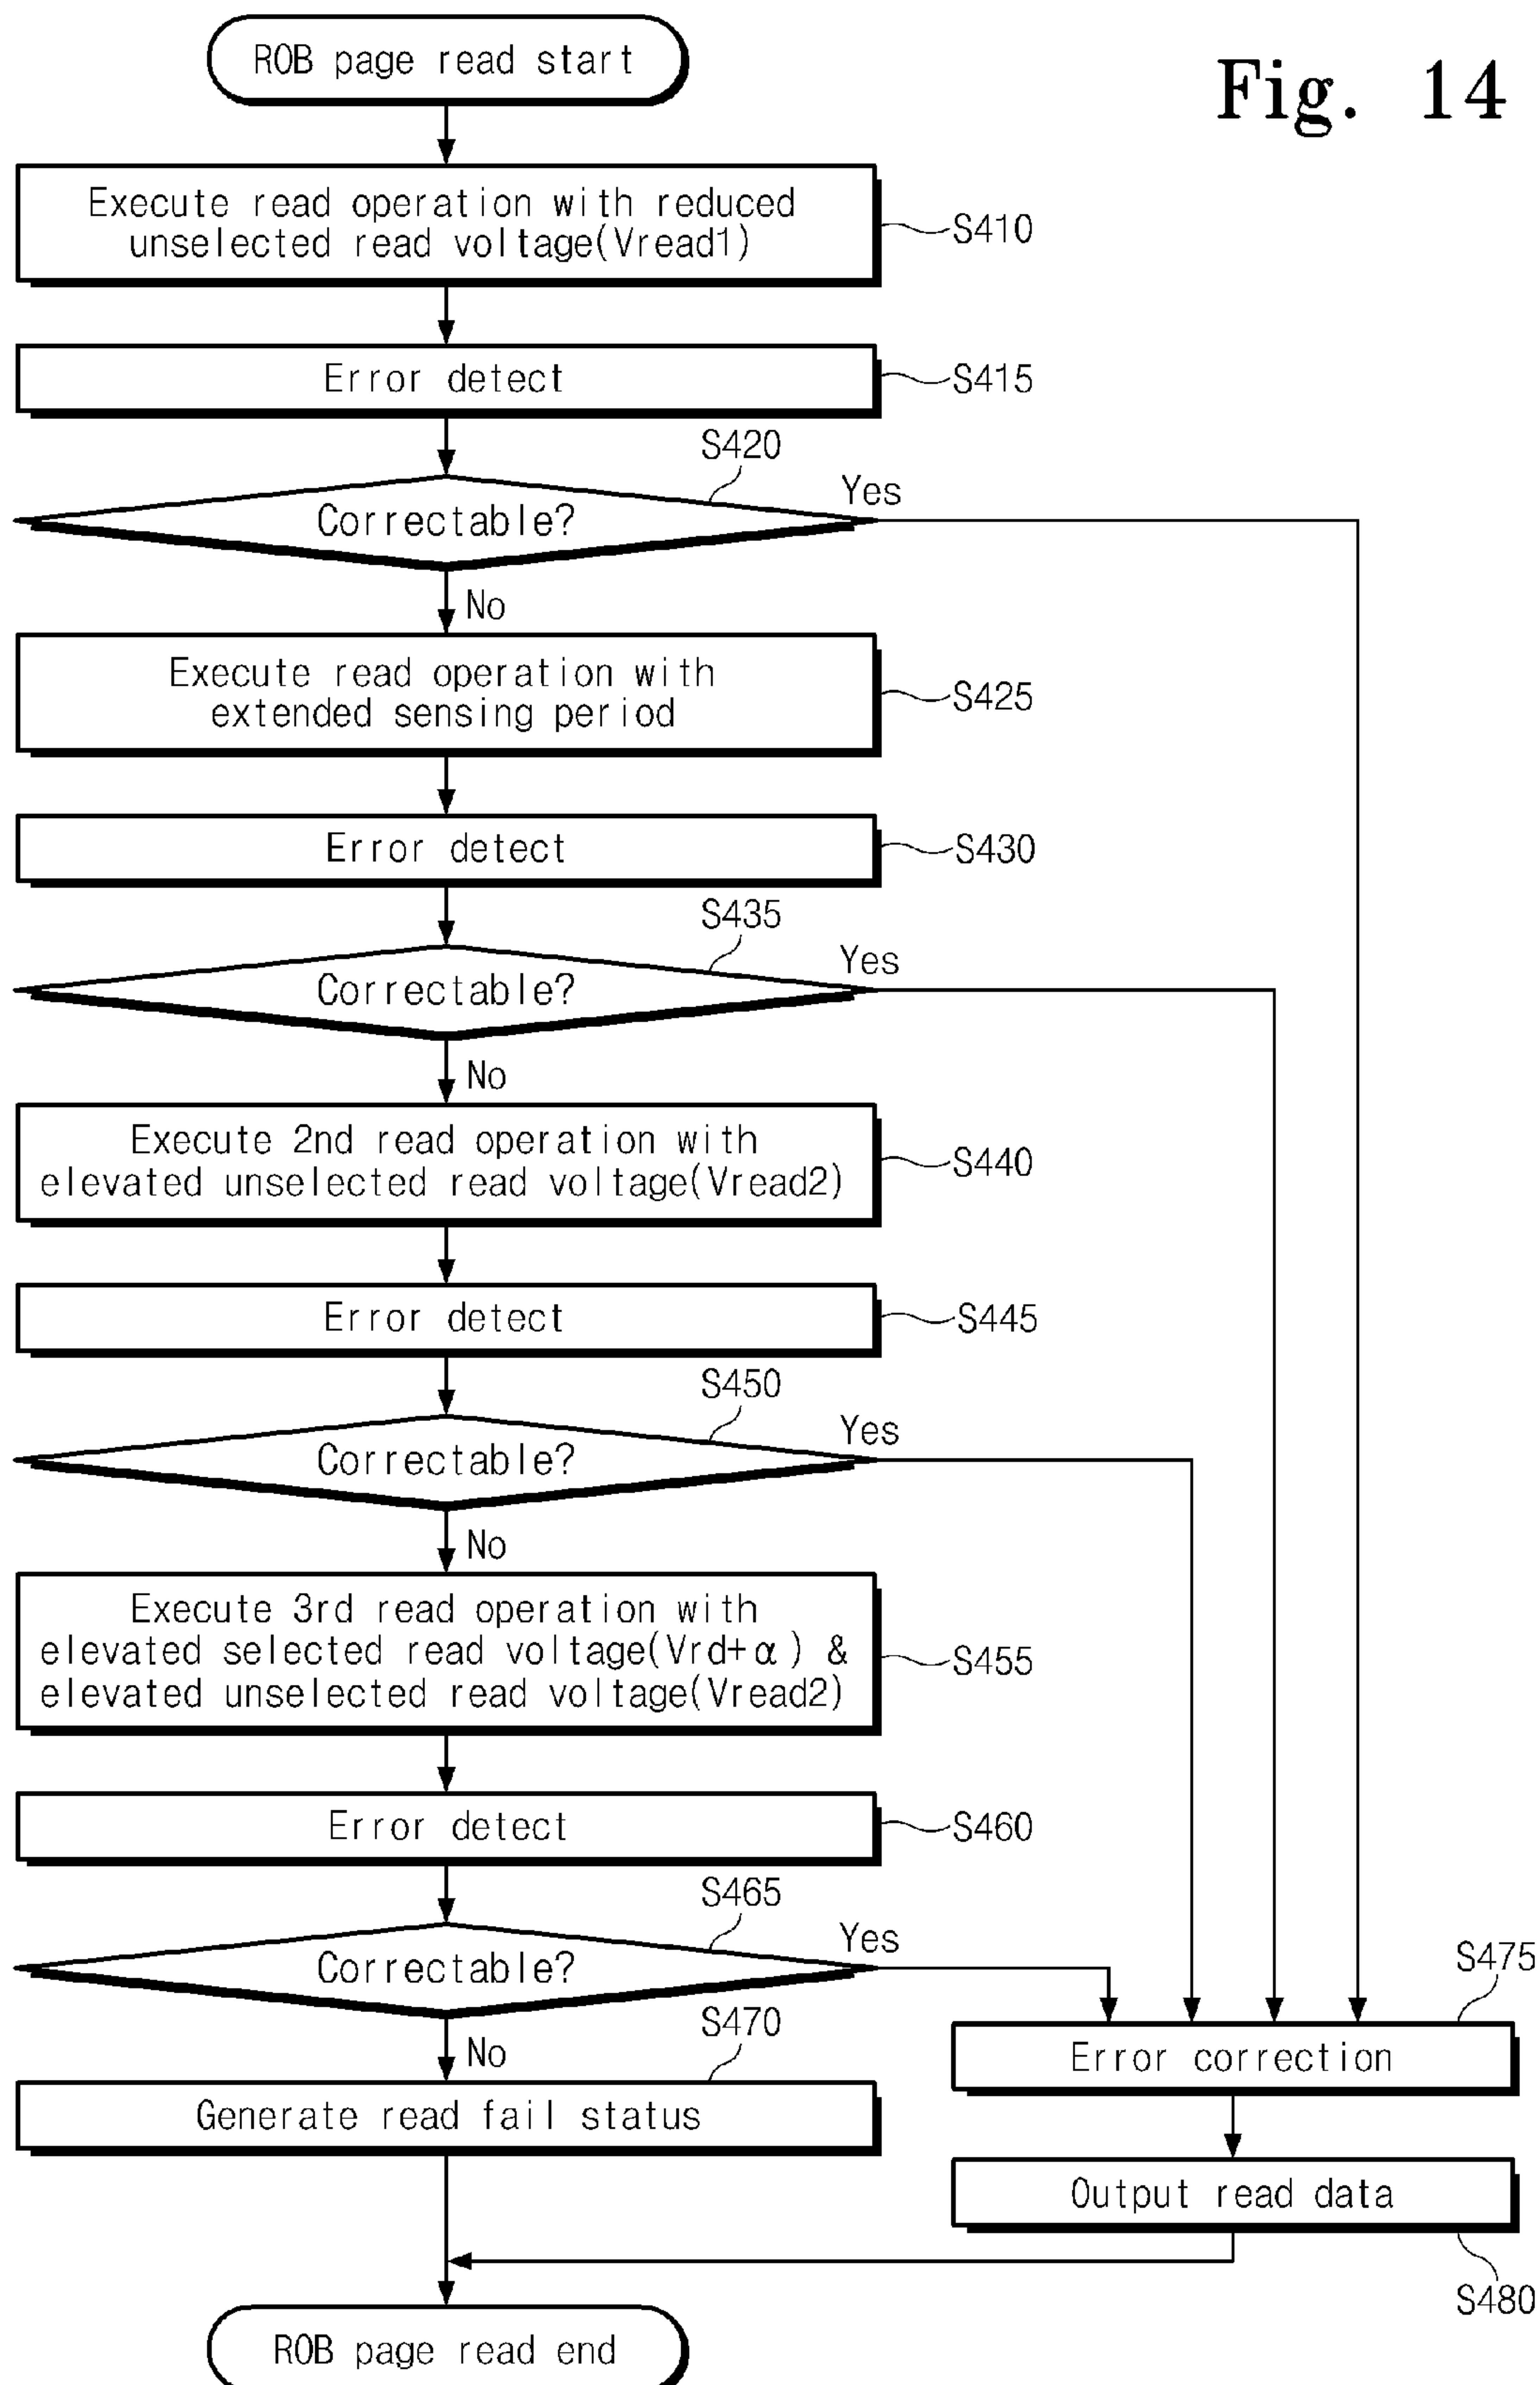 Fig. 14
ROB page read start
Execute read operation with reduced
unselected read voltage(Vread1)
S410
Error detect
S415
S420
Correctable?
Yes
No
Execute read operation with
extended sensing period
S425
Error detect
S430
S435
Correctable?
Yes
No
Execute 2nd read operation with
elevated unselected read voltage(Vread2)
S440
Error detect
S445
S450
Correctable?
Yes
No
Execute 3rd read operation with
elevated selected read voltage(Vrd+α) &
elevated unselected read voltage(Vread2)
S455
Error detect
S460
S465
Correctable?
Yes
No
S470
Generate read fail status
S475
Error correction
Output read data
S480
ROB page read end